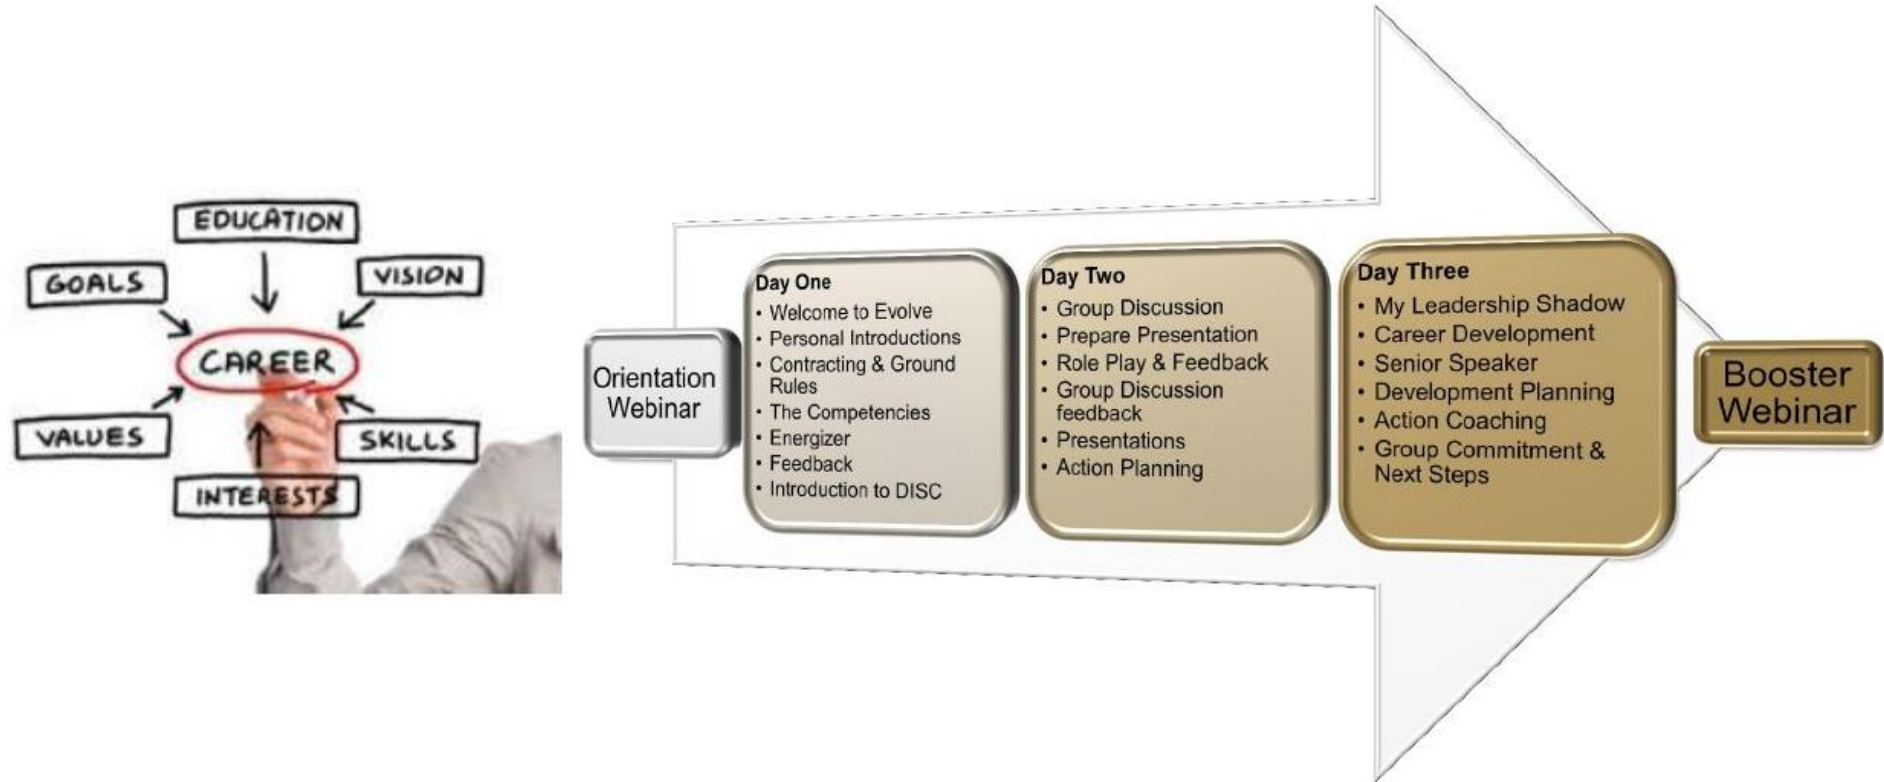 EDUCATION
GOALS
VISION
CAREER
VALUES
SKILLS
INTERESTS
Orientation
Webinar
Day One
• Welcome to Evolve
• Personal Introductions
• Contracting & Ground
Rules
• The Competencies
• Energizer
• Feedback
• Introduction to DISC
Day Two
• Group Discussion
• Prepare Presentation
• Role Play & Feedback
• Group Discussion
feedback
• Presentations
• Action Planning
Day Three
• My Leadership Shadow
• Career Development
• Senior Speaker
• Development Planning
• Action Coaching
• Group Commitment &
Next Steps
Booster
Webinar